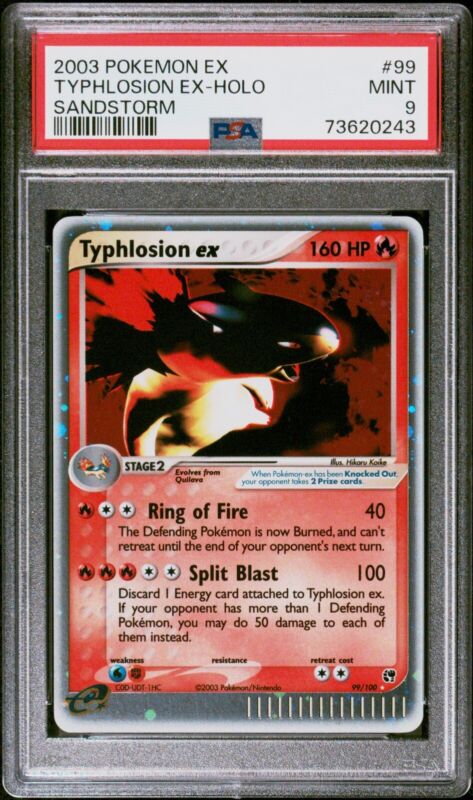 2003 POKEMON EX #99
TYPHLOSION EX-HOLO MINT
SANDSTORM 9
PSA 73620243
Typhlosion ex 160 HP
Illus. Hikaru Koike
STAGE2
Evolves from
Quilava
When Pokémon-ex has been Knocked Out,
your opponent takes 2 Prize cards.
Ring of Fire 40
The Defending Pokémon is now Burned, and can't
retreat until the end of your opponent's next turn.
Split Blast 100
Discard 1 Energy card attached to Typhlosion ex.
If your opponent has more than 1 Defending
Pokémon, you may do 50 damage to each of
them instead.
weakness resistance retreat cost
C0D-UDT-1HC ©2003 Pokémon/Nintendo 99/100
e
PSA